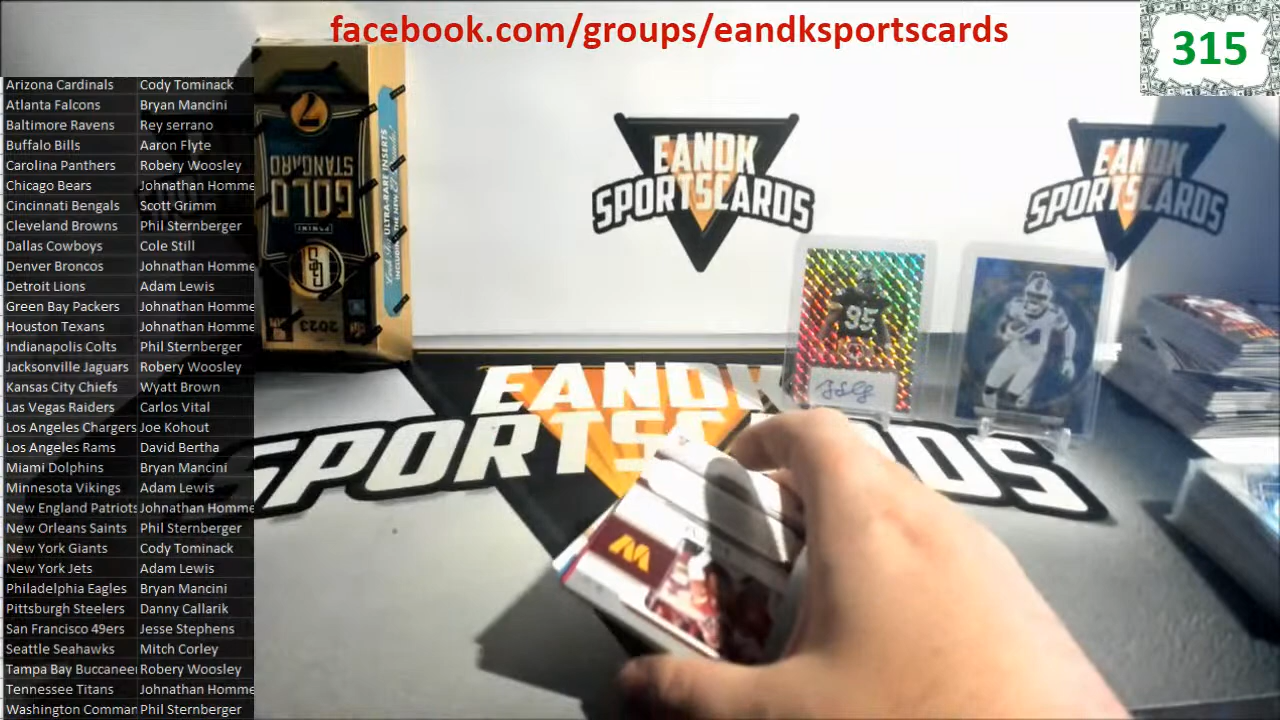 facebook.com/groups/eandksportscards
315
Arizona Cardinals Cody Tominack
Atlanta Falcons Bryan Mancini
Baltimore Ravens Rey serrano
Buffalo Bills Aaron Flyte
Carolina Panthers Robery Woosley
Chicago Bears Johnathan Homme
Cincinnati Bengals Scott Grimm
Cleveland Browns Phil Sternberger
Dallas Cowboys Cole Still
Denver Broncos Johnathan Homme
Detroit Lions Adam Lewis
Green Bay Packers Johnathan Homme
Houston Texans Johnathan Homme
Indianapolis Colts Phil Sternberger
Jacksonville Jaguars Robery Woosley
Kansas City Chiefs Wyatt Brown
Las Vegas Raiders Carlos Vital
Los Angeles Chargers Joe Kohout
Los Angeles Rams David Bertha
Miami Dolphins Bryan Mancini
Minnesota Vikings Adam Lewis
New England Patriots Johnathan Homme
New Orleans Saints Phil Sternberger
New York Giants Cody Tominack
New York Jets Adam Lewis
Philadelphia Eagles Bryan Mancini
Pittsburgh Steelers Danny Callarik
San Francisco 49ers Jesse Stephens
Seattle Seahawks Mitch Corley
Tampa Bay Buccaneer Robery Woosley
Tennessee Titans Johnathan Homme
Washington Comman Phil Sternberger
2023
PANINI
GOLD
STANDARD
7
ULTRA-RARE INSERTS
EANDK
SPORTSCARDS
EANDK
SPORTSCARDS
EANDK
SPORTSCARDS
95